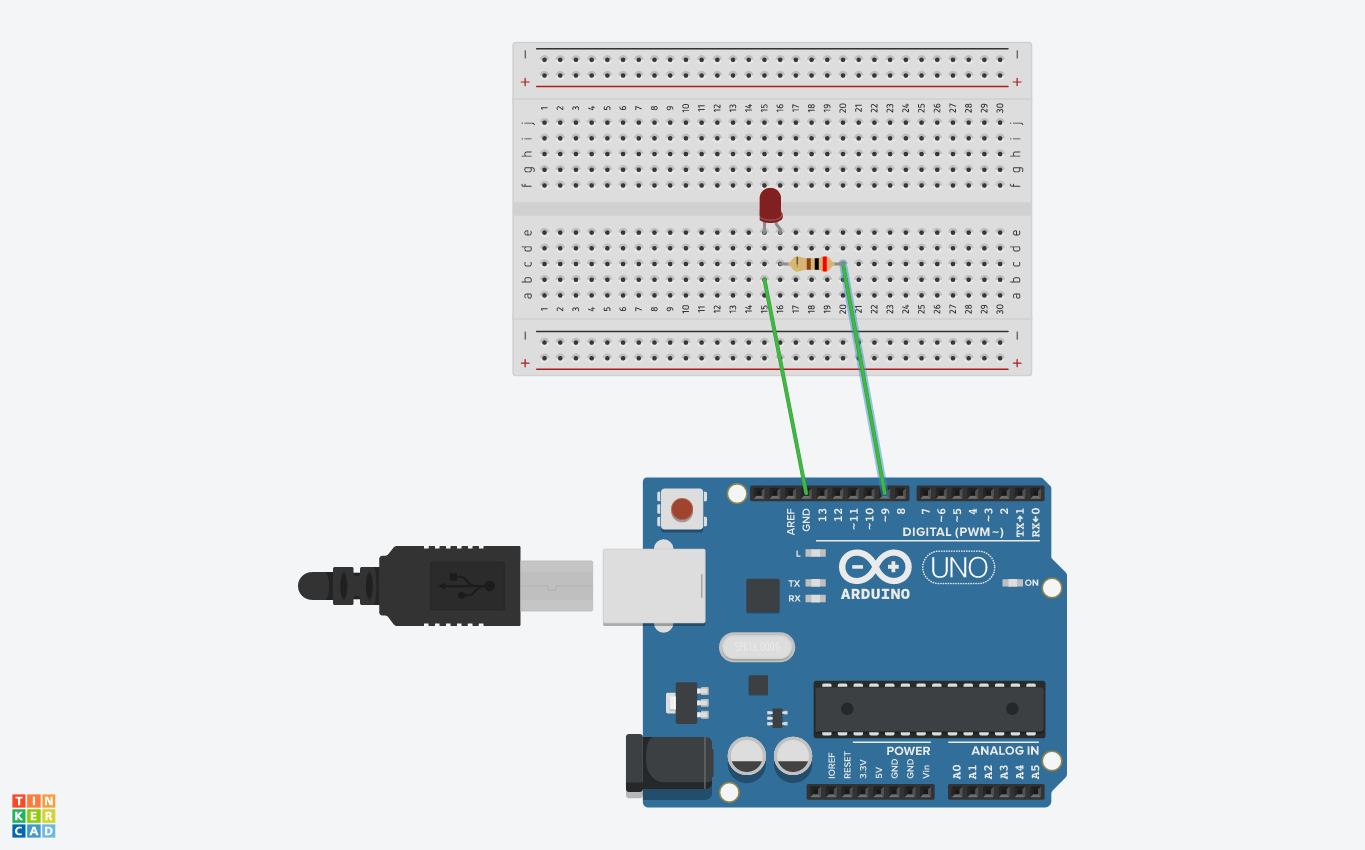 − −
+ +
1 2 3 4 5 6 7 8 9 10 11 12 13 14 15 16 17 18 19 20 21 22 23 24 25 26 27 28 29 30
j j
i i
h h
g g
f f
e e
d d
c c
b b
a a
1 2 3 4 5 6 7 8 9 10 11 12 13 14 15 16 17 18 19 20 21 22 23 24 25 26 27 28 29 30
− −
+ +
AREF GND 13 12 ~11 ~10 ~9 8 7 ~6 ~5 4 ~3 2 TX→1 RX←0
DIGITAL (PWM~)
L
TX
RX
UNO
ARDUINO
ON
POWER ANALOG IN
IOREF RESET 3.3V 5V GND GND Vin A0 A1 A2 A3 A4 A5
TIN
KER
CAD